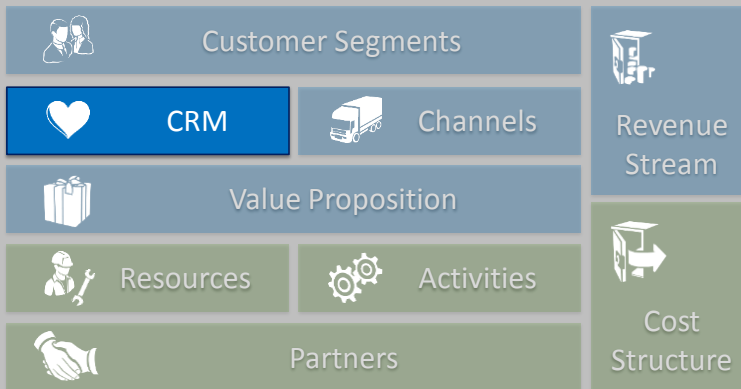 Customer Segments
CRM
Channels
Revenue
Stream
Value Proposition
Resources
Activities
Cost
Structure
Partners